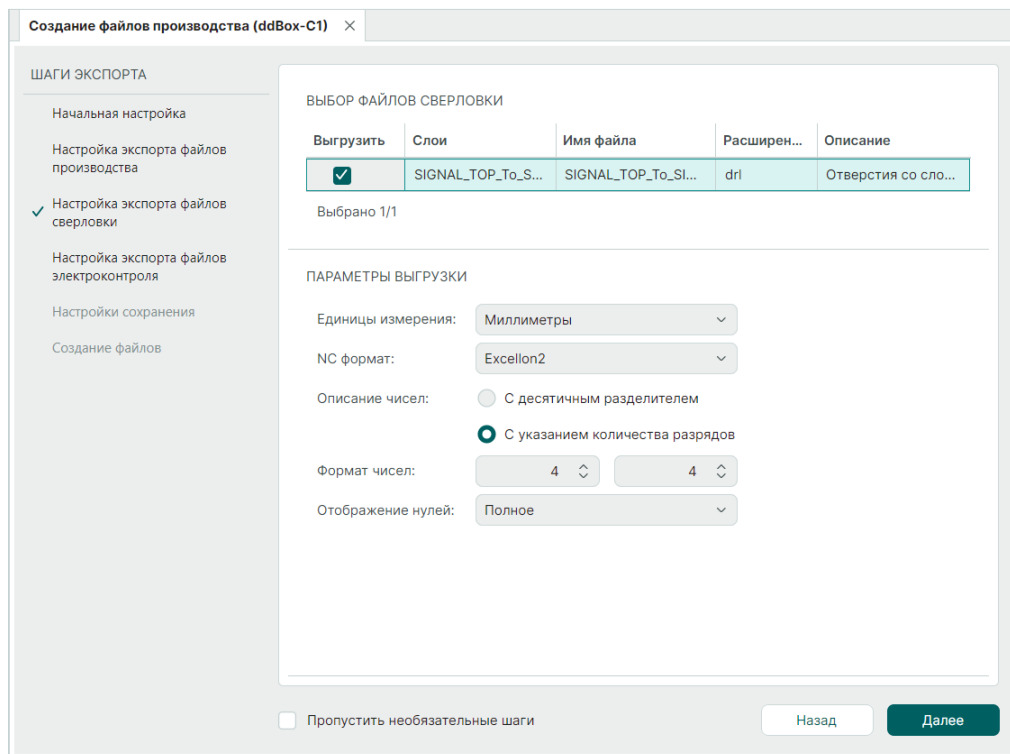 Создание файлов производства (ddBox-C1)
ШАГИ ЭКСПОРТА
Начальная настройка
Настройка экспорта файлов
производства
Настройка экспорта файлов
сверловки
Настройка экспорта файлов
электроконтроля
Настройки сохранения
Создание файлов
ВЫБОР ФАЙЛОВ СВЕРЛОВКИ
Выгрузить Слои Имя файла Расширен... Описание
SIGNAL_TOP_To_S... SIGNAL_TOP_To_SI... drl Отверстия со сло...
Выбрано 1/1
ПАРАМЕТРЫ ВЫГРУЗКИ
Единицы измерения: Миллиметры
NC формат: Excellon2
Описание чисел: С десятичным разделителем
С указанием количества разрядов
Формат чисел: 4 4
Отображение нулей: Полное
Пропустить необязательные шаги
Назад Далее